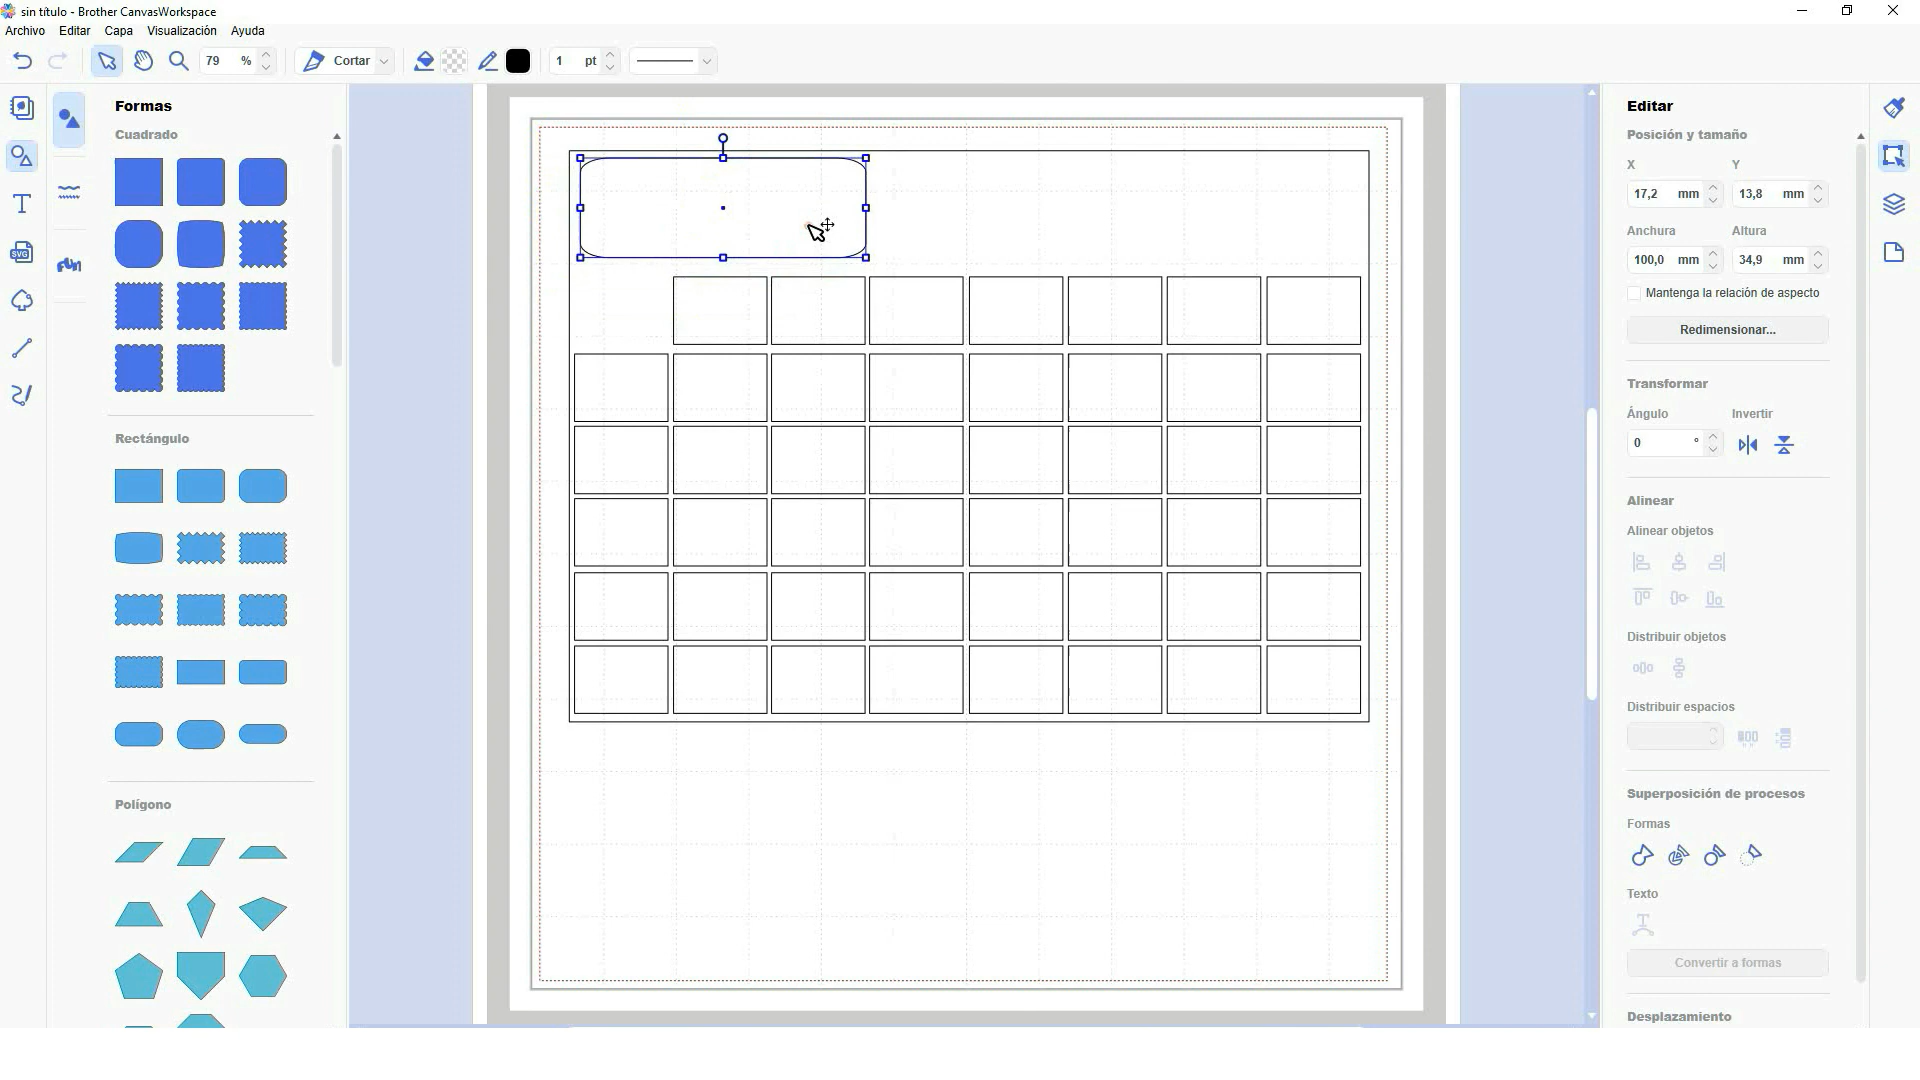 sin título - Brother CanvasWorkspace
Archivo Editar Capa Visualización Ayuda
79 % Cortar 1 pt
Formas
Cuadrado
Rectángulo
Polígono
T
SVG
fun
Editar
Posición y tamaño
X Y
17,2 mm 13,8 mm
Anchura Altura
100,0 mm 34,9 mm
Mantenga la relación de aspecto
Redimensionar...
Transformar
Ángulo Invertir
0 °
Alinear
Alinear objetos
Distribuir objetos
Distribuir espacios
Superposición de procesos
Formas
Texto
Convertir a formas
Desplazamiento